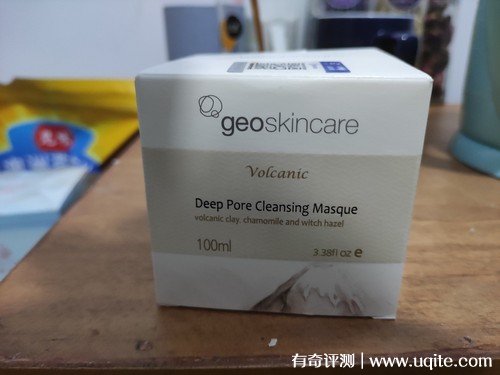 geoskincare
Volcanic
Deep Pore Cleansing Masque
volcanic clay, chamomile and witch hazel
100ml
3.38fl oz e
有奇评测 | www.uqite.com